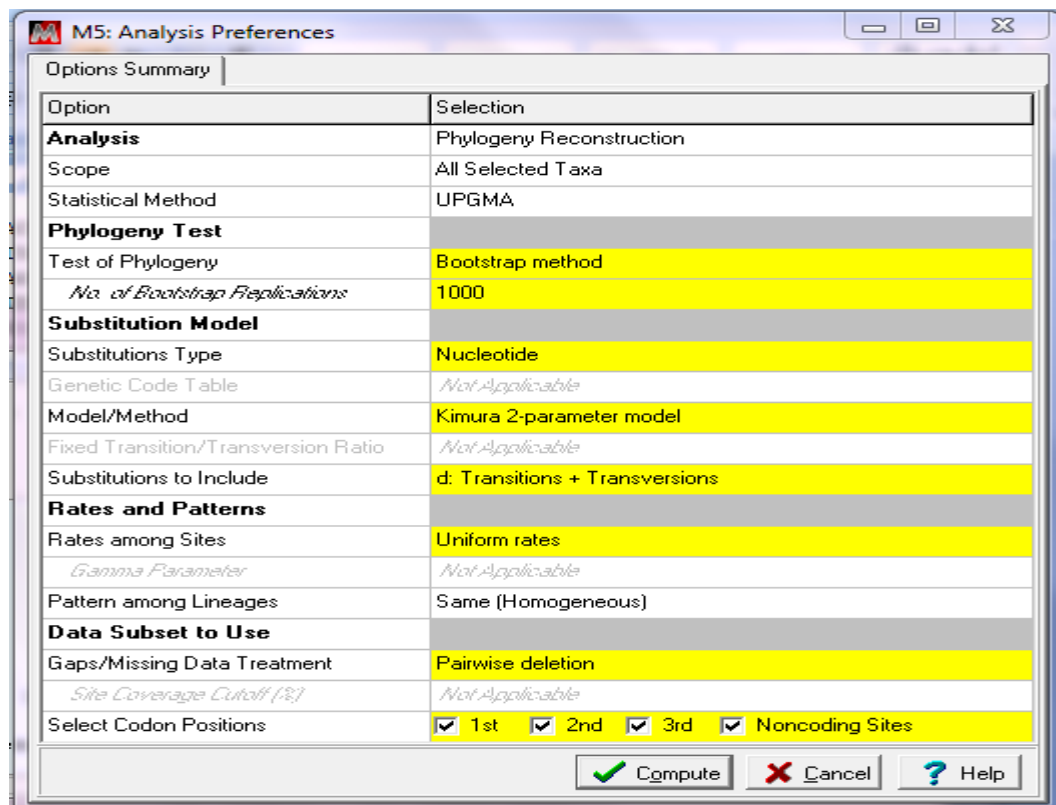 M5: Analysis Preferences
Options Summary
Option Selection
Analysis Phylogeny Reconstruction
Scope All Selected Taxa
Statistical Method UPGMA
Phylogeny Test
Test of Phylogeny Bootstrap method
No. of Bootstrap Replications 1000
Substitution Model
Substitutions Type Nucleotide
Genetic Code Table Not Applicable
Model/Method Kimura 2-parameter model
Fixed Transition/Transversion Ratio Not Applicable
Substitutions to Include d: Transitions + Transversions
Rates and Patterns
Rates among Sites Uniform rates
Gamma Parameter Not Applicable
Pattern among Lineages Same (Homogeneous)
Data Subset to Use
Gaps/Missing Data Treatment Pairwise deletion
Site Coverage Cutoff (%) Not Applicable
Select Codon Positions 1st 2nd 3rd Noncoding Sites
Compute Cancel Help